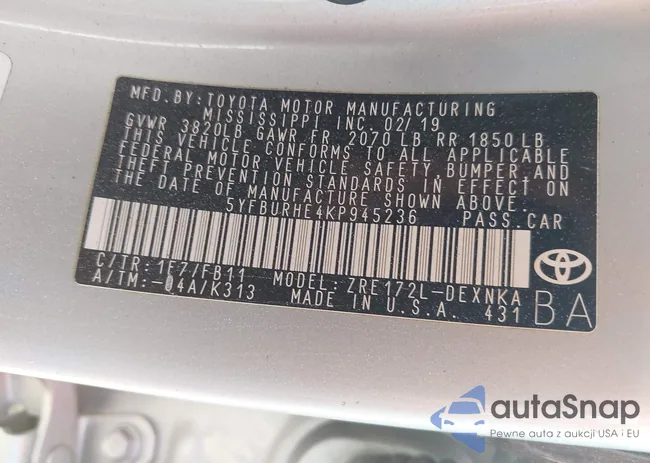 MFD. BY: TOYOTA MOTOR MANUFACTURING
MISSISSIPPI INC. 02/19
GVWR 3820LB GAWR FR 2070 LB RR 1850 LB
THIS VEHICLE CONFORMS TO ALL APPLICABLE
FEDERAL MOTOR VEHICLE SAFETY, BUMPER, AND
THEFT PREVENTION STANDARDS IN EFFECT ON
THE DATE OF MANUFACTURE SHOWN ABOVE.
5YFBURHE4KP945236 PASS. CAR
C/TR: 1F7/FB11 MODEL: ZRE172L-DEXNKA
A/TM: -04A/K313 MADE IN U.S.A. 431 BA
autoSnap
Pewne auta z aukcji USA i EU